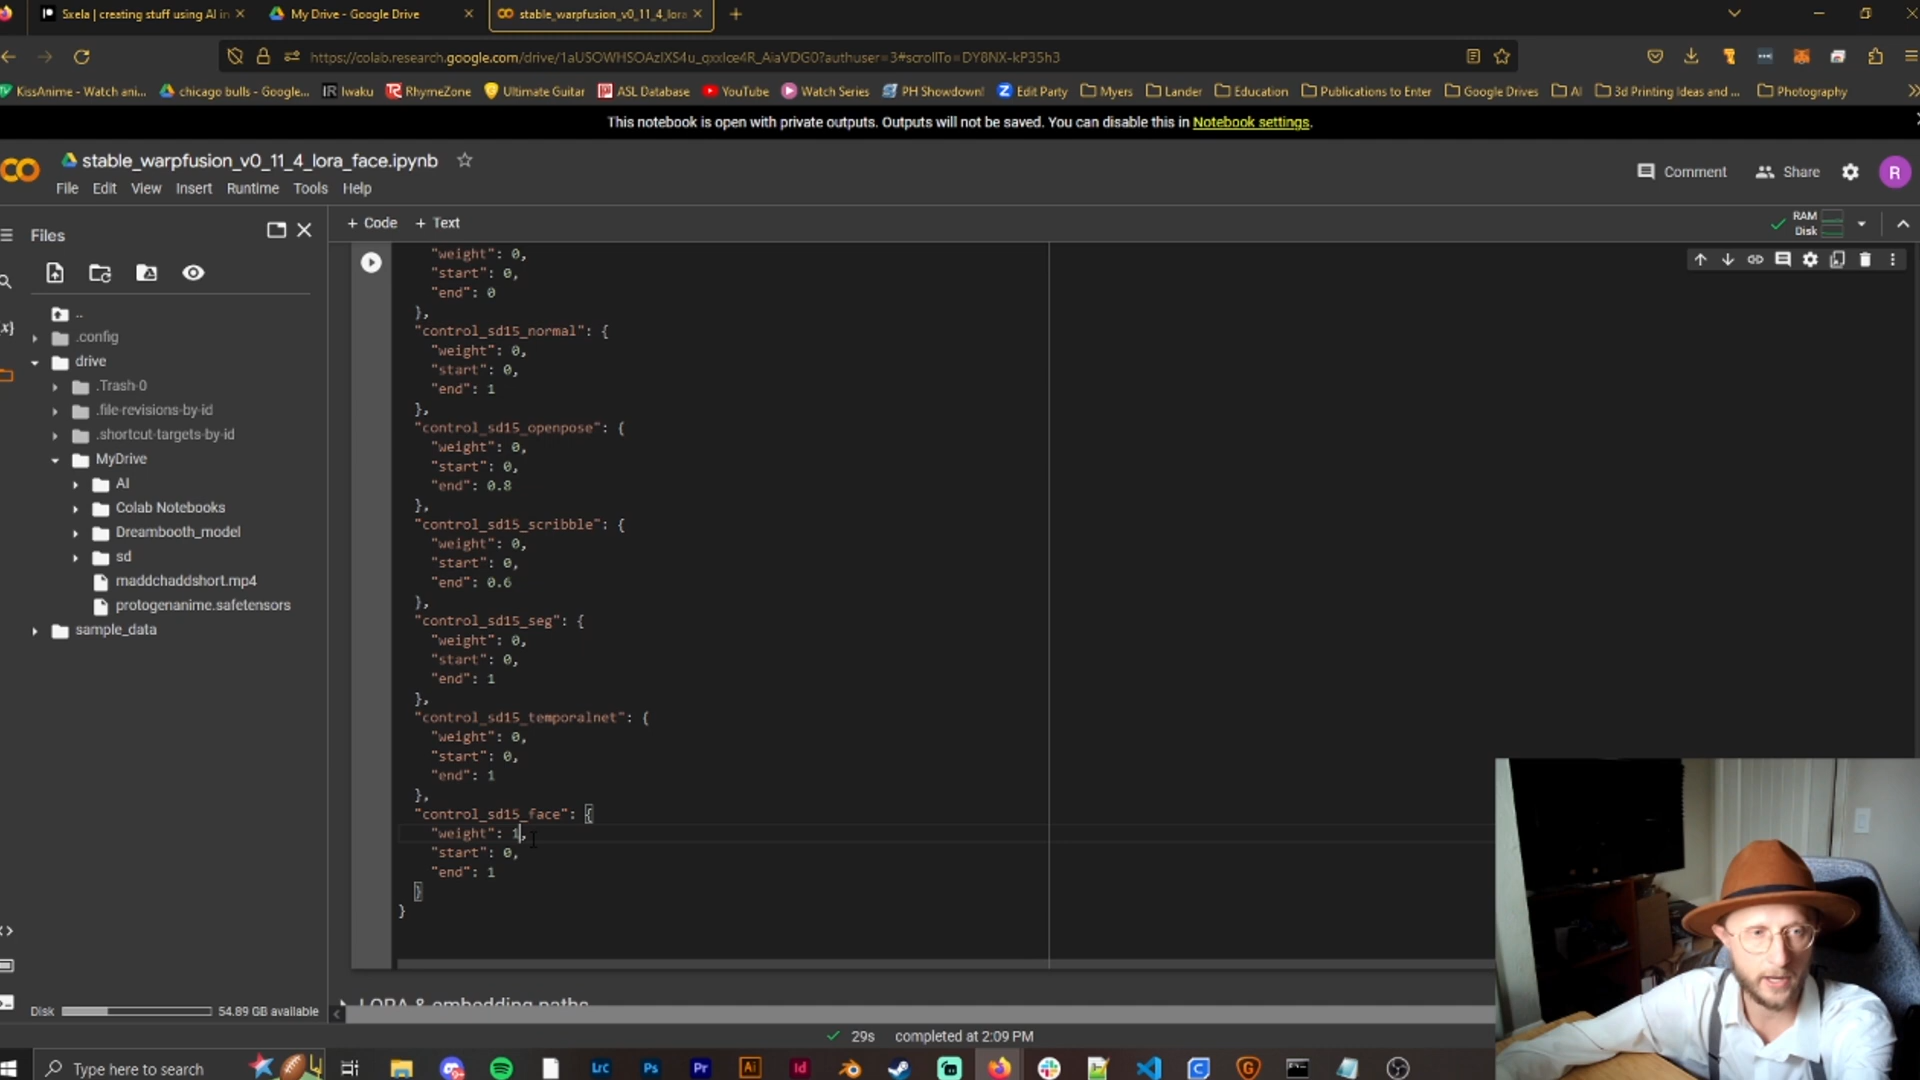 Sxela | creating stuff using AI in
My Drive - Google Drive
stable_warpfusion_v0_11_4_lora
https://colab.research.google.com/drive/1aUSOWHSOAzIXS4u_qxxIce4R_AiaVDG0?authuser=3#scrollTo=DY8NX-kP35h3
KissAnime - Watch ani...
chicago bulls - Google...
Iwaku
RhymeZone
Ultimate Guitar
ASL Database
YouTube
Watch Series
PH Showdown!
Edit Party
Myers
Lander
Education
Publications to Enter
Google Drives
AI
3d Printing Ideas and ...
Photography
This notebook is open with private outputs. Outputs will not be saved. You can disable this in Notebook settings.
stable_warpfusion_v0_11_4_lora_face.ipynb
File Edit View Insert Runtime Tools Help
Comment
Share
R
Files
+ Code + Text
RAM
Disk
..
.config
drive
.Trash-0
.file-revisions-by-id
.shortcut-targets-by-id
MyDrive
AI
Colab Notebooks
Dreambooth_model
sd
maddchaddshort.mp4
protogenanime.safetensors
sample_data
Disk
54.89 GB available
"weight": 0,
"start": 0,
"end": 0
},
"control_sd15_normal": {
"weight": 0,
"start": 0,
"end": 1
},
"control_sd15_openpose": {
"weight": 0,
"start": 0,
"end": 0.8
},
"control_sd15_scribble": {
"weight": 0,
"start": 0,
"end": 0.6
},
"control_sd15_seg": {
"weight": 0,
"start": 0,
"end": 1
},
"control_sd15_temporalnet": {
"weight": 0,
"start": 0,
"end": 1
},
"control_sd15_face": {
"weight": 1,
"start": 0,
"end": 1
}
}
LORA & embedding paths
29s completed at 2:09 PM
Type here to search
Lrc
Ps
Pr
Ai
Id